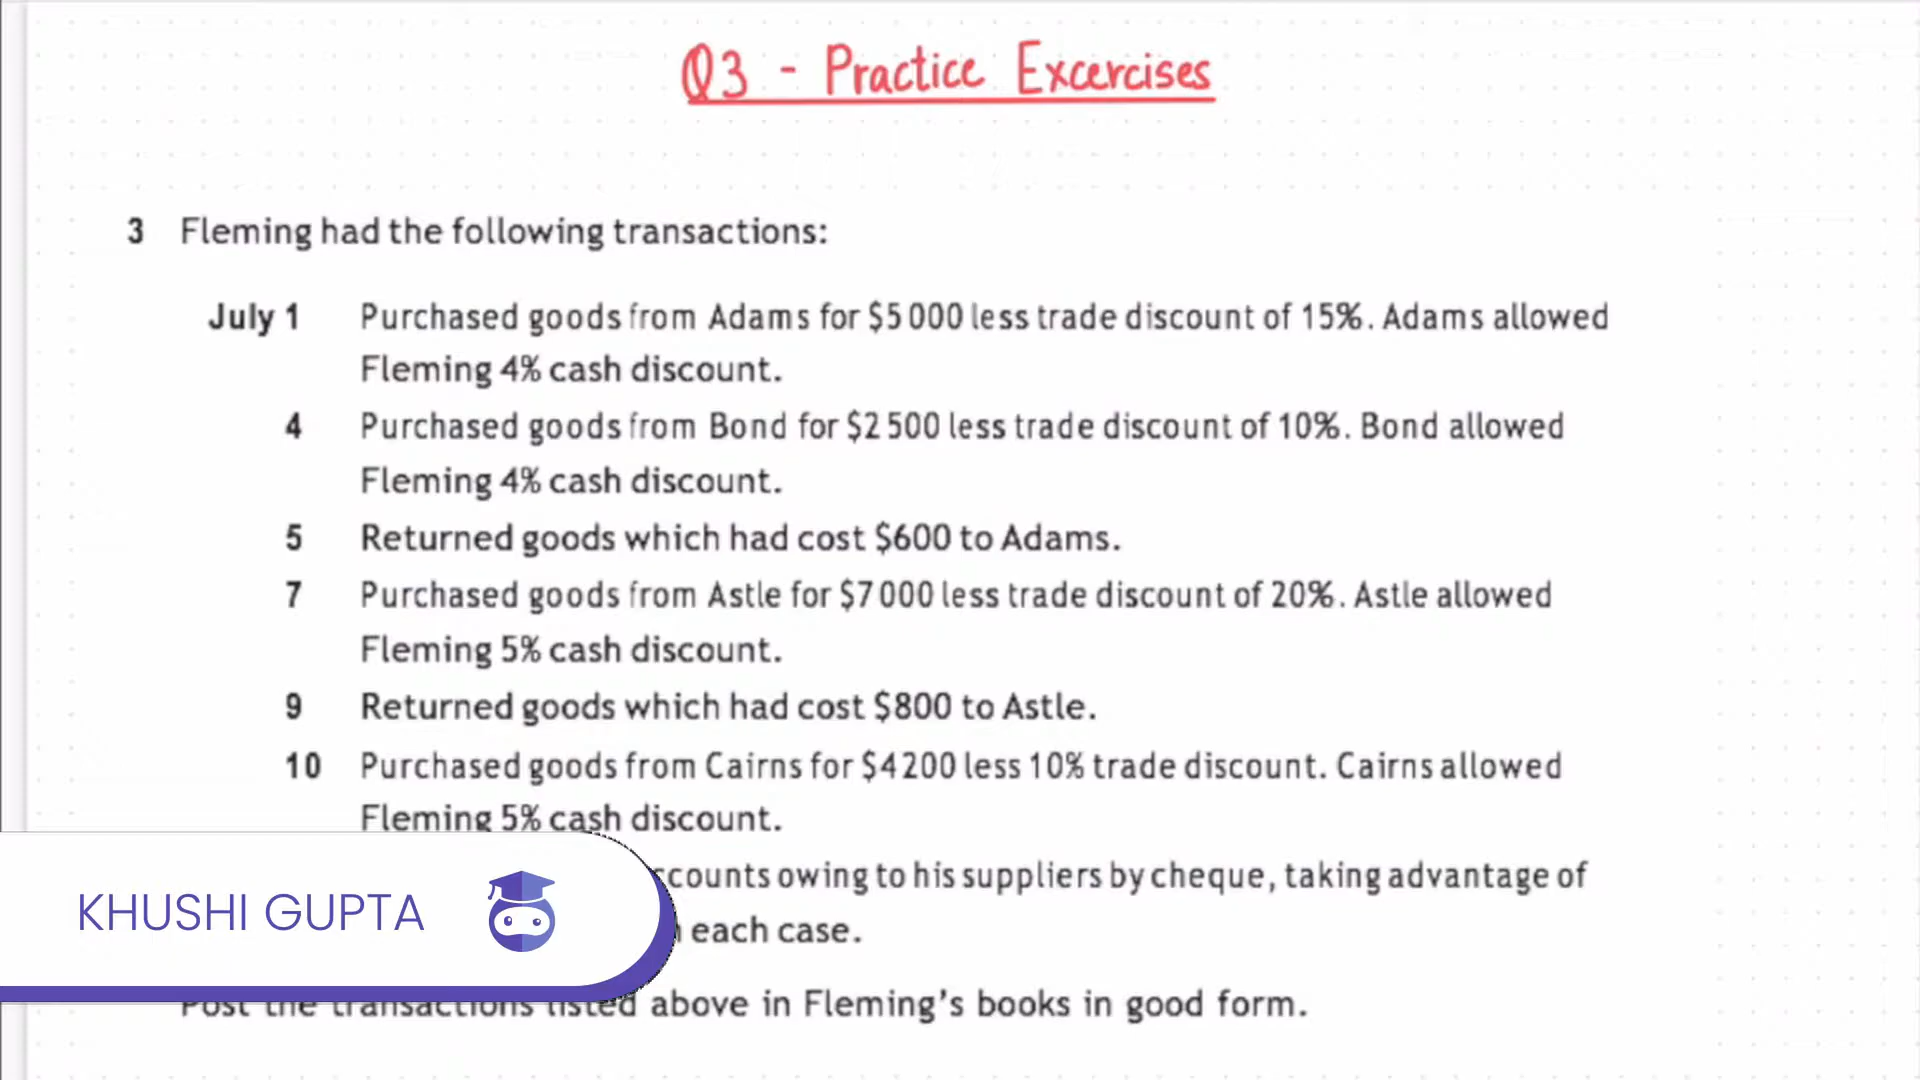 Q3 - Practice Excercises
3 Fleming had the following transactions:
July 1 Purchased goods from Adams for $5 000 less trade discount of 15%. Adams allowed
Fleming 4% cash discount.
4 Purchased goods from Bond for $2 500 less trade discount of 10%. Bond allowed
Fleming 4% cash discount.
5 Returned goods which had cost $600 to Adams.
7 Purchased goods from Astle for $7 000 less trade discount of 20%. Astle allowed
Fleming 5% cash discount.
9 Returned goods which had cost $800 to Astle.
10 Purchased goods from Cairns for $4 200 less 10% trade discount. Cairns allowed
Fleming 5% cash discount.
ccounts owing to his suppliers by cheque, taking advantage of
each case.
KHUSHI GUPTA
Post the transactions listed above in Fleming's books in good form.